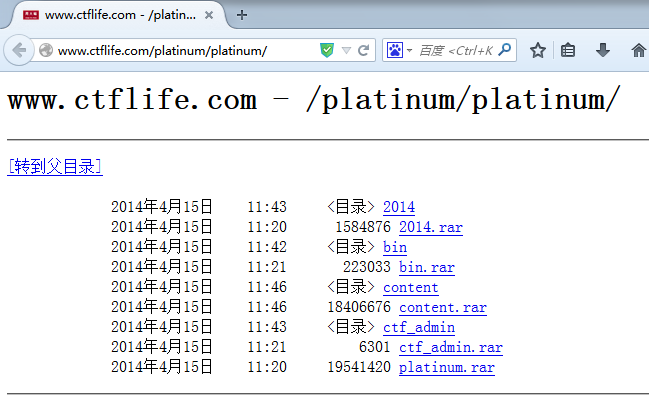 www.ctflife.com - /platin...
www.ctflife.com/platinum/platinum/
百度 <Ctrl+K
www.ctflife.com - /platinum/platinum/
[转到父目录]
2014年4月15日 11:43 <目录> 2014
2014年4月15日 11:20 1584876 2014.rar
2014年4月15日 11:42 <目录> bin
2014年4月15日 11:21 223033 bin.rar
2014年4月15日 11:46 <目录> content
2014年4月15日 11:46 18406676 content.rar
2014年4月15日 11:43 <目录> ctf_admin
2014年4月15日 11:21 6301 ctf_admin.rar
2014年4月15日 11:20 19541420 platinum.rar